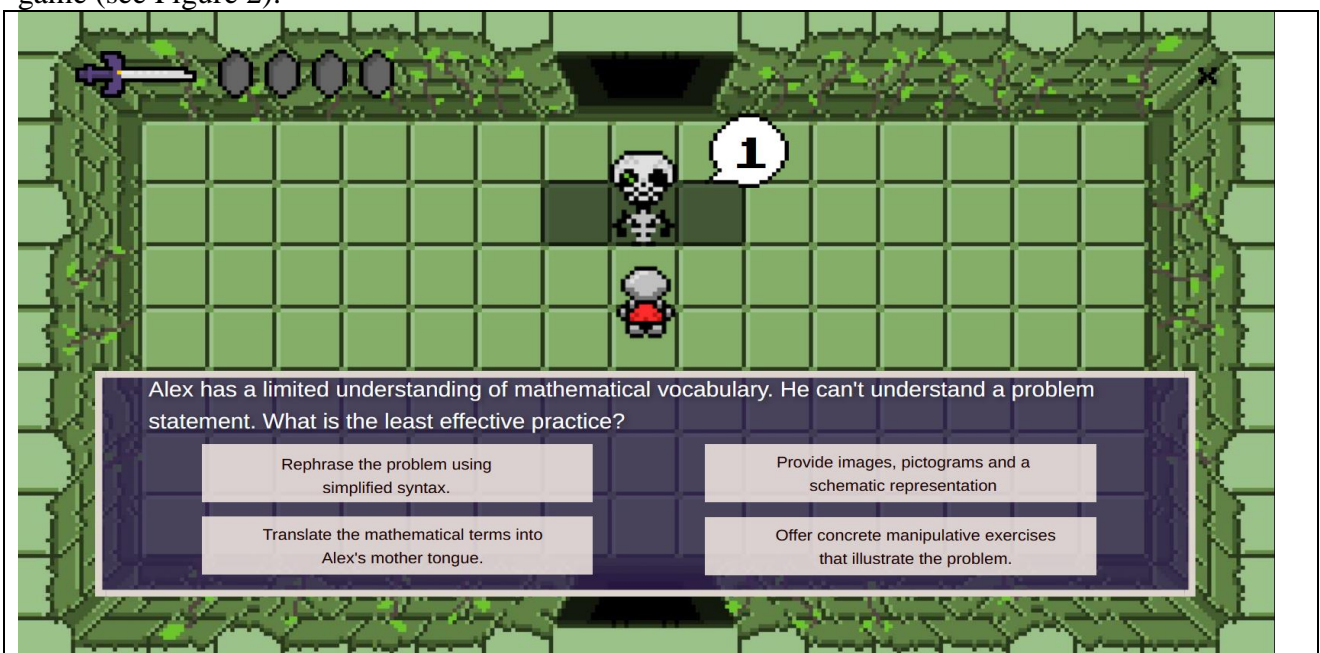 game (see Figure 2).
1
Alex has a limited understanding of mathematical vocabulary. He can't understand a problem
statement. What is the least effective practice?
Rephrase the problem using
simplified syntax.
Provide images, pictograms and a
schematic representation
Translate the mathematical terms into
Alex's mother tongue.
Offer concrete manipulative exercises
that illustrate the problem.